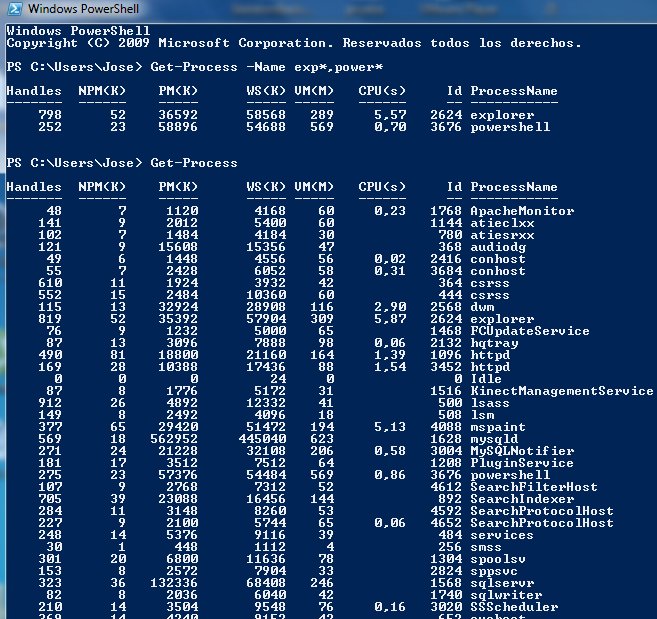 Windows PowerShell
Windows PowerShell
Copyright (C) 2009 Microsoft Corporation. Reservados todos los derechos.
PS C:\Users\Jose> Get-Process -Name exp*,power*
Handles NPM(K) PM(K) WS(K) VM(M) CPU(s) Id ProcessName
------- ------ ----- ----- ----- ------ -- -----------
798 52 36592 58568 289 5,57 2624 explorer
252 23 58896 54688 569 0,70 3676 powershell
PS C:\Users\Jose> Get-Process
Handles NPM(K) PM(K) WS(K) VM(M) CPU(s) Id ProcessName
------- ------ ----- ----- ----- ------ -- -----------
48 7 1120 4168 60 0,23 1768 ApacheMonitor
141 9 2012 5400 60 1144 atieclxx
102 7 1484 4184 30 780 atiesrxx
121 9 15608 15356 47 368 audiodg
49 6 1448 4556 56 0,02 2416 conhost
55 7 2428 6052 58 0,31 3684 conhost
610 11 1924 3932 42 364 csrss
552 15 2484 10360 60 444 csrss
115 13 32924 28908 116 2,90 2568 dwm
819 52 35392 57904 309 5,87 2624 explorer
76 9 1232 5000 65 1468 FCUpdateService
87 13 3096 7888 98 0,06 2132 hqtray
490 81 18800 21160 164 1,39 1096 httpd
169 28 10388 17436 88 1,54 3452 httpd
0 0 0 24 0 0 Idle
87 8 1776 5172 31 1516 KinectManagementService
912 26 4892 12332 41 500 lsass
149 8 2492 4096 18 508 lsm
377 65 29420 51472 194 5,13 4088 mspaint
569 18 562952 445040 623 1628 mysqld
271 24 21228 32108 206 0,58 3004 MySQLNotifier
181 17 3512 7512 64 1208 PluginService
275 23 57376 54484 569 0,86 3676 powershell
107 9 2768 7312 52 4612 SearchFilterHost
705 39 23088 16456 144 892 SearchIndexer
284 11 3148 8260 53 4592 SearchProtocolHost
227 9 2100 5744 65 0,06 4652 SearchProtocolHost
248 14 5376 9116 39 484 services
30 1 448 1112 4 256 smss
301 20 6800 11636 78 1304 spoolsv
153 8 2572 7904 33 2824 sppsvc
323 36 132336 68408 246 1568 sqlservr
82 8 2036 6040 42 1740 sqlwriter
210 14 3504 9548 76 0,16 3020 SSScheduler